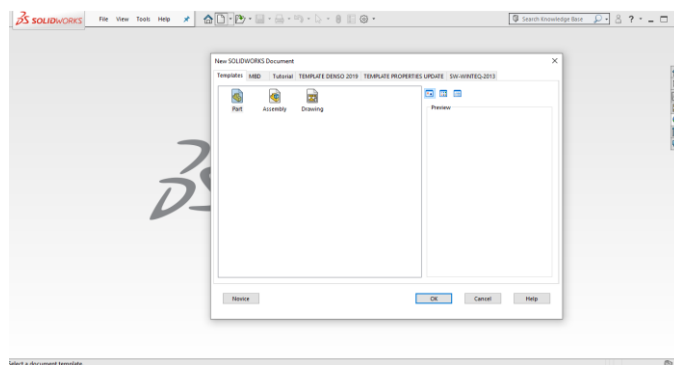 SOLIDWORKS File View Tools Help Search Knowledge Base ?
New SOLIDWORKS Document
Templates MBD Tutorial TEMPLATE DENSO 2019 TEMPLATE PROPERTIES UPDATE SW-WINTEQ-2013
Part Assembly Drawing
Preview
Novice OK Cancel Help
Select a document template